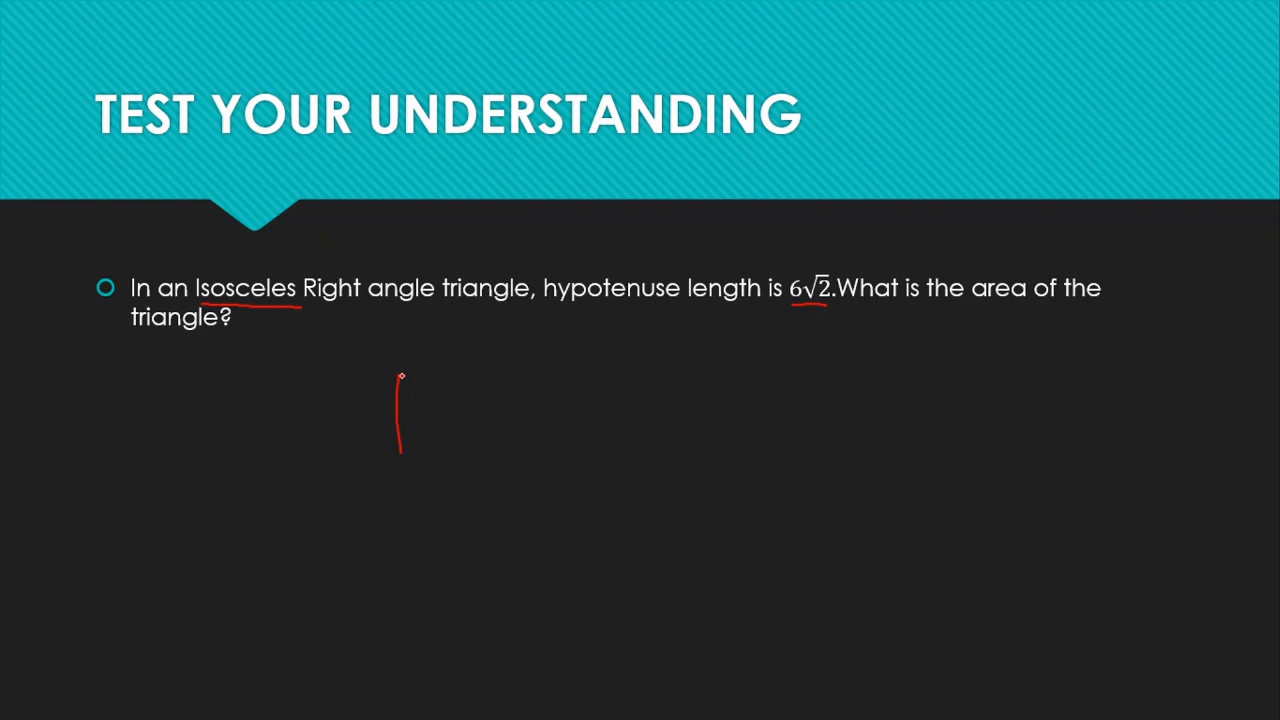 TEST YOUR UNDERSTANDING
In an Isosceles Right angle triangle, hypotenuse length is 6√2.What is the area of the
triangle?